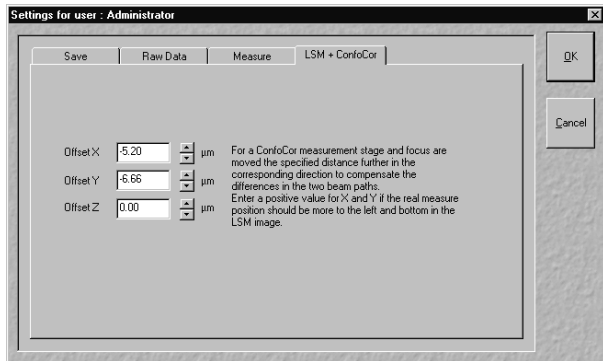 Settings for user : Administrator
Save
Raw Data
Measure
LSM + ConfoCor
OK
Cancel
Offset X
-5.20
µm
Offset Y
-6.66
µm
Offset Z
0.00
µm
For a ConfoCor measurement stage and focus are
moved the specified distance further in the
corresponding direction to compensate the
differences in the two beam paths.
Enter a positive value for X and Y if the real measure
position should be more to the left and bottom in the
LSM image.